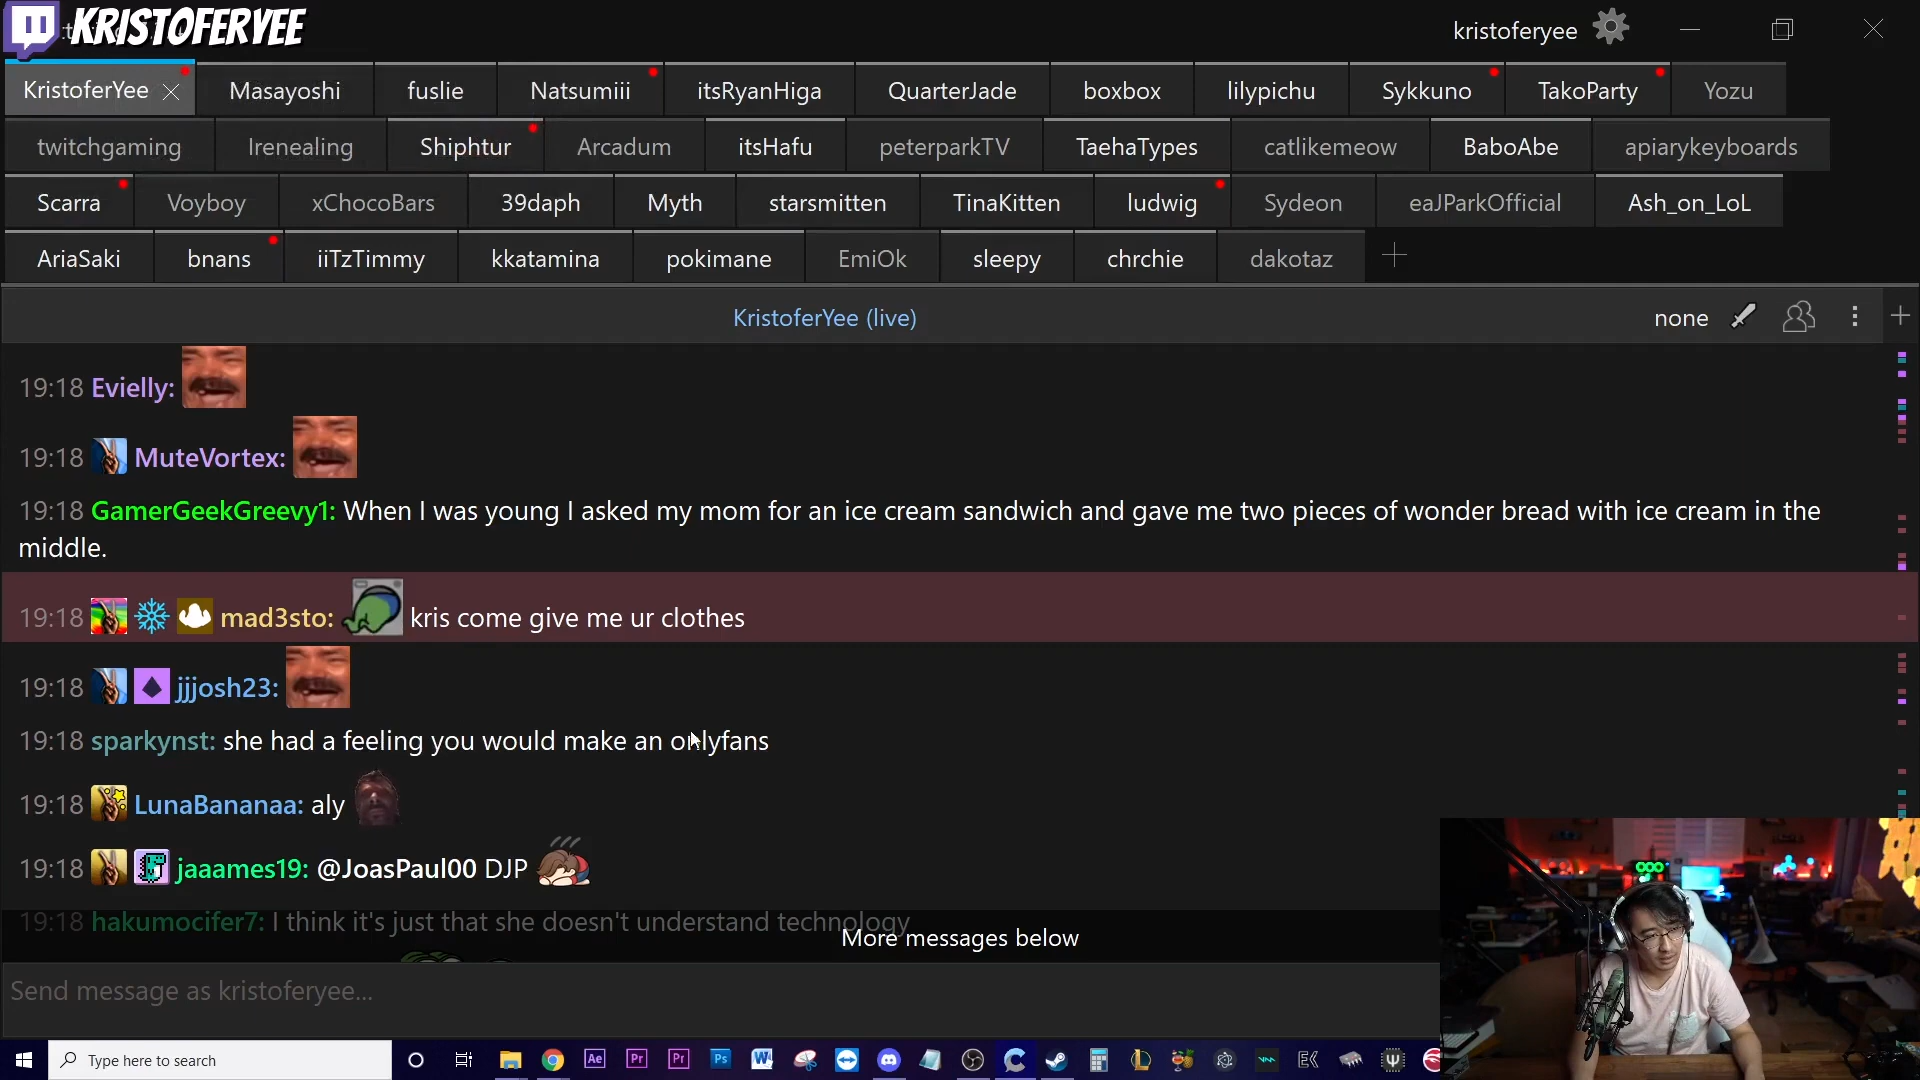 KRISTOFERYEE
kristoferyee
KristoferYee Masayoshi fuslie Natsumiii itsRyanHiga QuarterJade boxbox lilypichu Sykkuno TakoParty Yozu
twitchgaming Irenealing Shiphtur Arcadum itsHafu peterparkTV TaehaTypes catlikemeow BaboAbe apiarykeyboards
Scarra Voyboy xChocoBars 39daph Myth starsmitten TinaKitten ludwig Sydeon eaJParkOfficial Ash_on_LoL
AriaSaki bnans iiTzTimmy kkatamina pokimane EmiOk sleepy chrchie dakotaz
KristoferYee (live) none
19:18 Evielly:
19:18 MuteVortex:
19:18 GamerGeekGreevy1: When I was young I asked my mom for an ice cream sandwich and gave me two pieces of wonder bread with ice cream in the
middle.
19:18 mad3sto: kris come give me ur clothes
19:18 jjjosh23:
19:18 sparkynst: she had a feeling you would make an onlyfans
19:18 LunaBananaa: aly
19:18 jaaames19: @JoasPaul00 DJP
19:18 hakumocifer7: I think it's just that she doesn't understand technology
More messages below
Send message as kristoferyee...
Type here to search
Ae Pr Pr Ps W EK